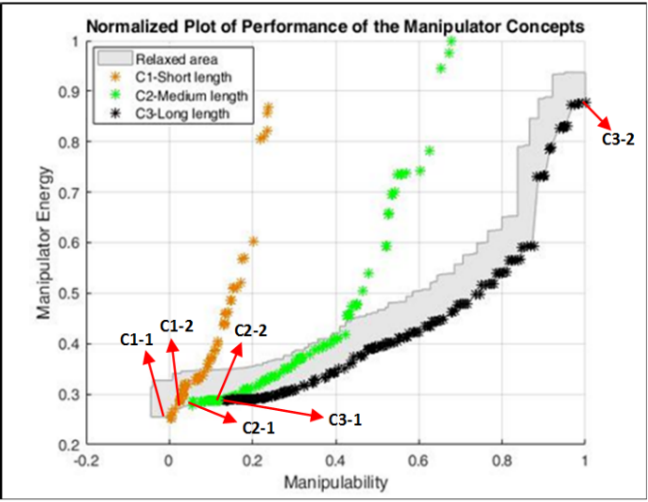 Normalized Plot of Performance of the Manipulator Concepts
Relaxed area
C1-Short length
C2-Medium length
C3-Long length
1
0.9
0.8
0.7
0.6
0.5
0.4
0.3
0.2
Manipulator Energy
C3-2
C1-1
C1-2
C2-2
C2-1
C3-1
-0.2
0
0.2
0.4
0.6
0.8
1
Manipulability